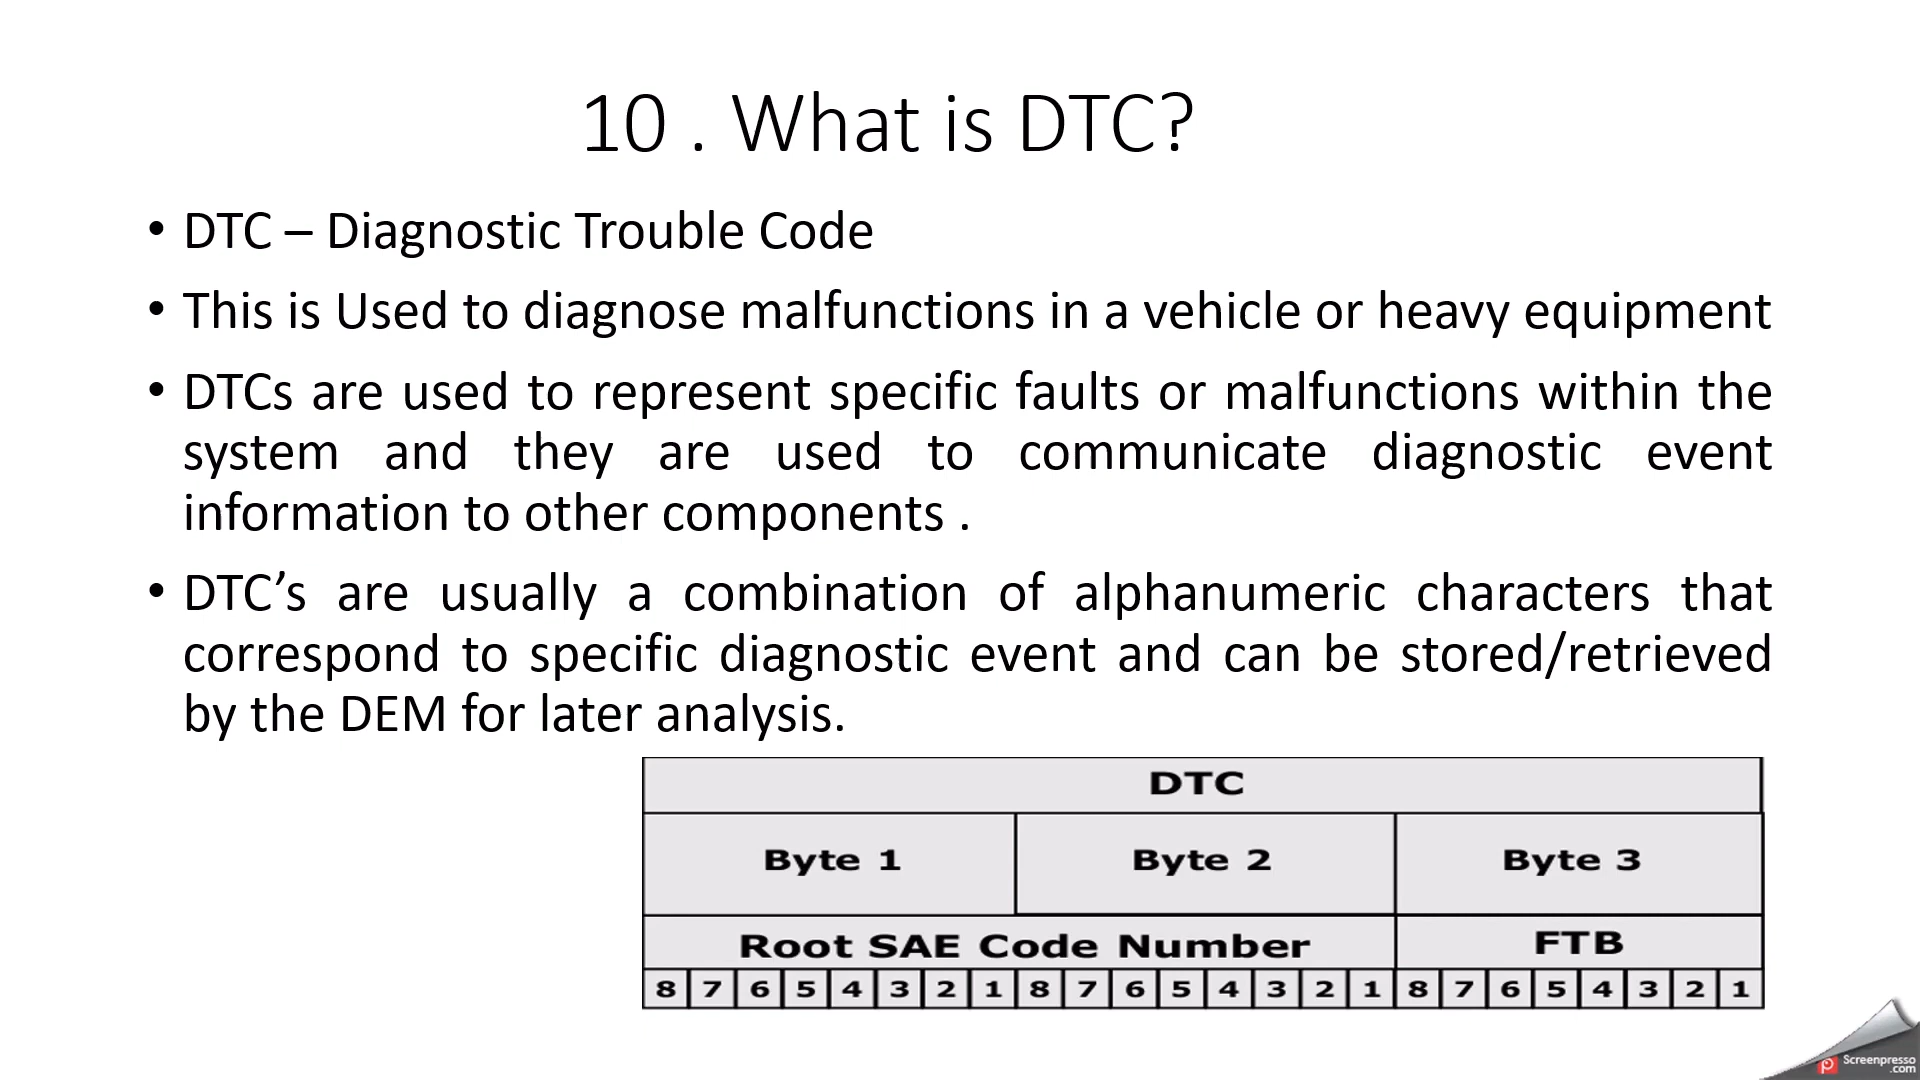 10 . What is DTC?
• DTC – Diagnostic Trouble Code
• This is Used to diagnose malfunctions in a vehicle or heavy equipment
• DTCs are used to represent specific faults or malfunctions within the
system and they are used to communicate diagnostic event
information to other components .
• DTC’s are usually a combination of alphanumeric characters that
correspond to specific diagnostic event and can be stored/retrieved
by the DEM for later analysis.
DTC
Byte 1 Byte 2 Byte 3
Root SAE Code Number FTB
8 7 6 5 4 3 2 1 8 7 6 5 4 3 2 1 8 7 6 5 4 3 2 1
Screenpresso
.com